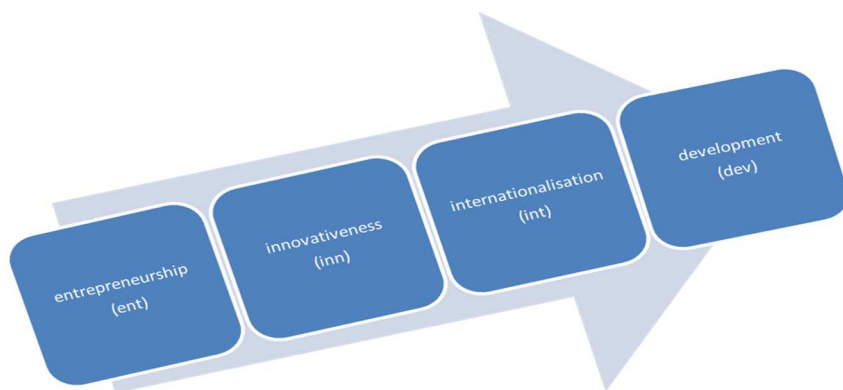 entrepreneurship
(ent)
innovativeness
(inn)
internationalisation
(int)
development
(dev)